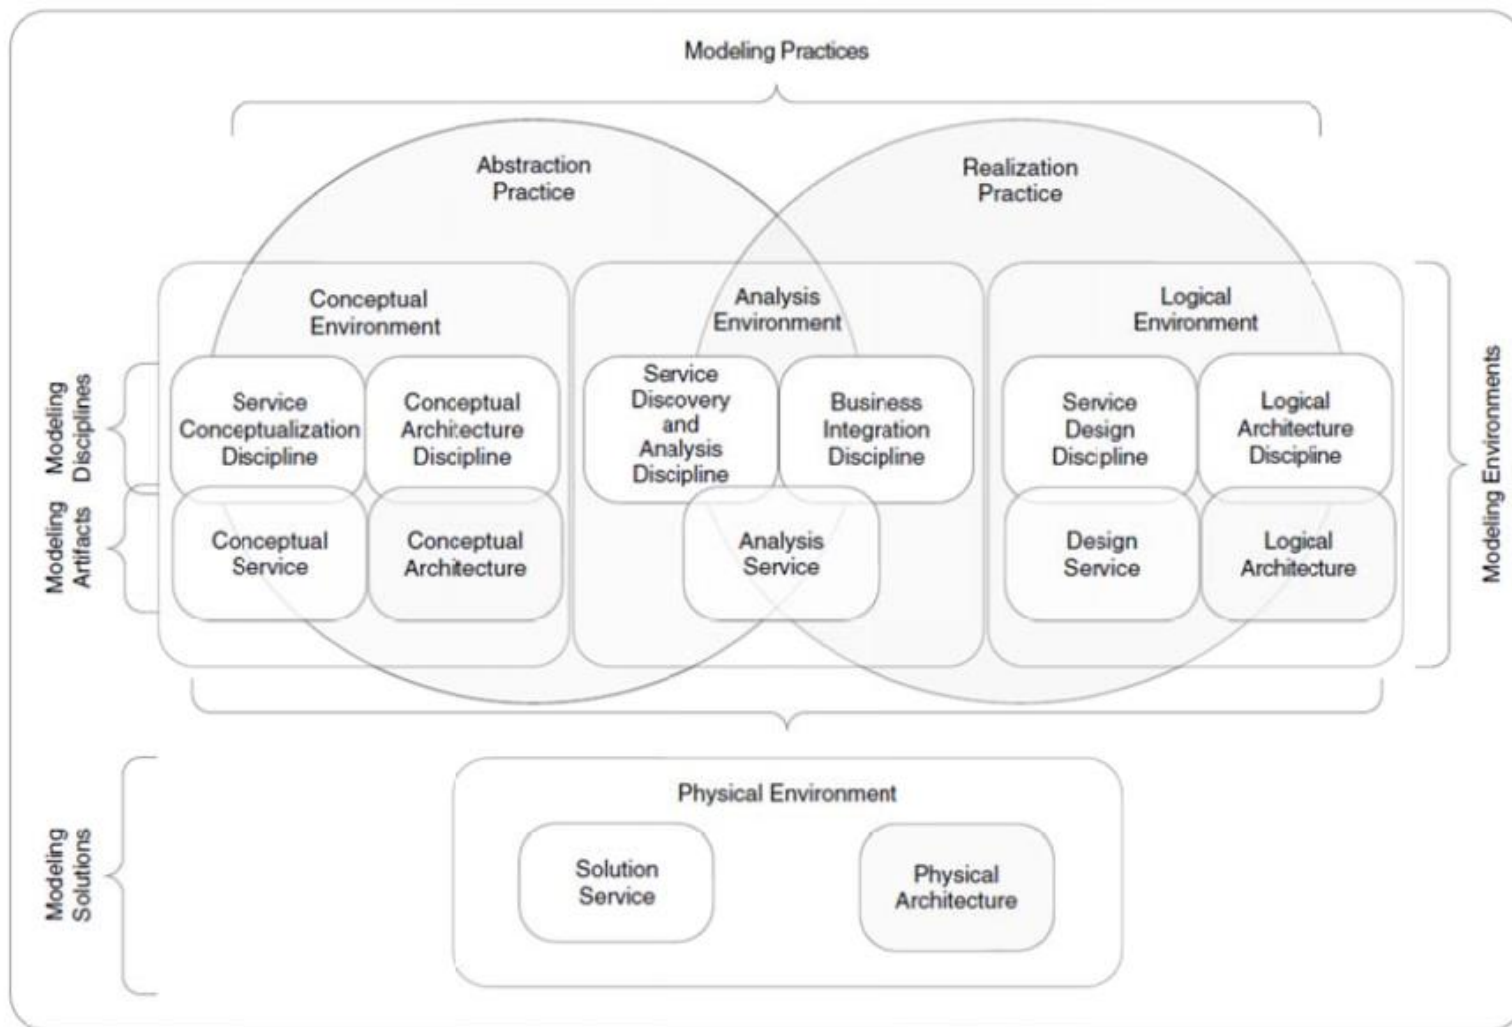 Modeling Practices
Abstraction
Practice
Realization
Practice
Conceptual
Environment
Analysis
Environment
Logical
Environment
Modeling
Disciplines
Service
Conceptualization
Discipline
Conceptual
Architecture
Discipline
Service
Discovery
and
Analysis
Discipline
Business
Integration
Discipline
Service
Design
Discipline
Logical
Architecture
Discipline
Modeling Environments
Modeling
Artifacts
Conceptual
Service
Conceptual
Architecture
Analysis
Service
Design
Service
Logical
Architecture
Modeling
Solutions
Physical Environment
Solution
Service
Physical
Architecture